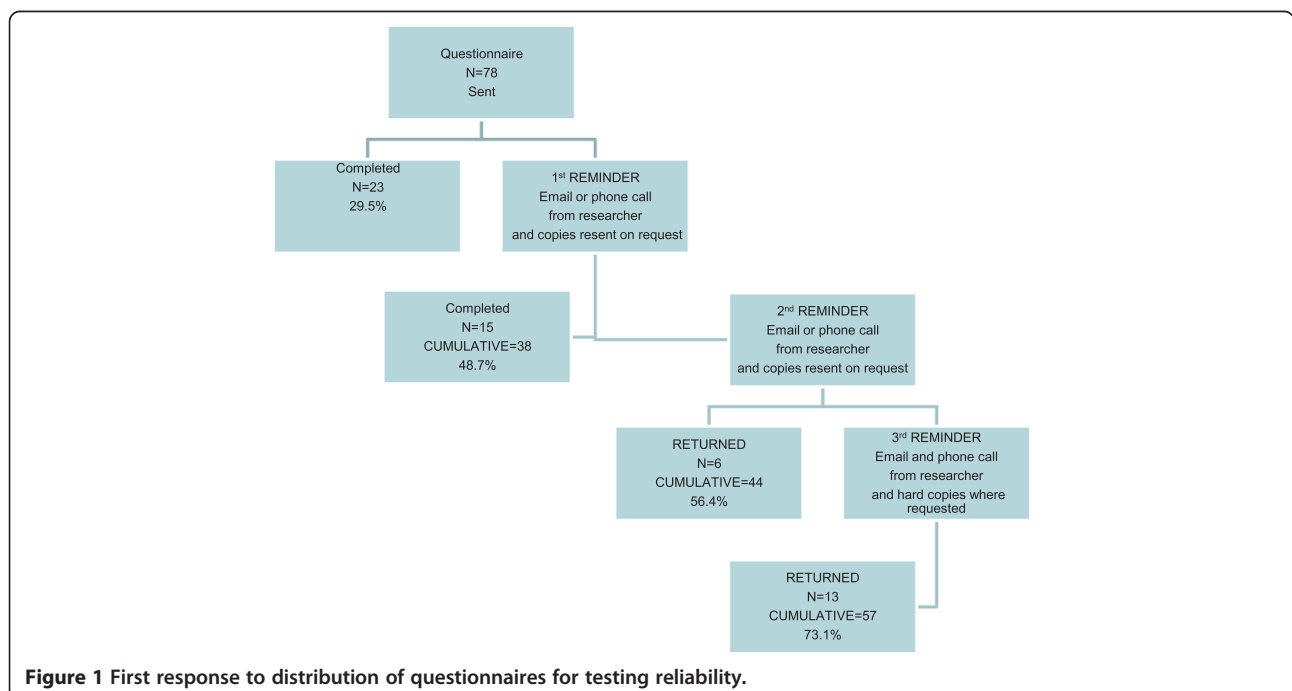 Questionnaire
N=78
Sent
Completed
N=23
29.5%
1st REMINDER
Email or phone call
from researcher
and copies resent on request
Completed
N=15
CUMULATIVE=38
48.7%
2nd REMINDER
Email or phone call
from researcher
and copies resent on request
RETURNED
N=6
CUMULATIVE=44
56.4%
3rd REMINDER
Email and phone call
from researcher
and hard copies where
requested
RETURNED
N=13
CUMULATIVE=57
73.1%
Figure 1 First response to distribution of questionnaires for testing reliability.